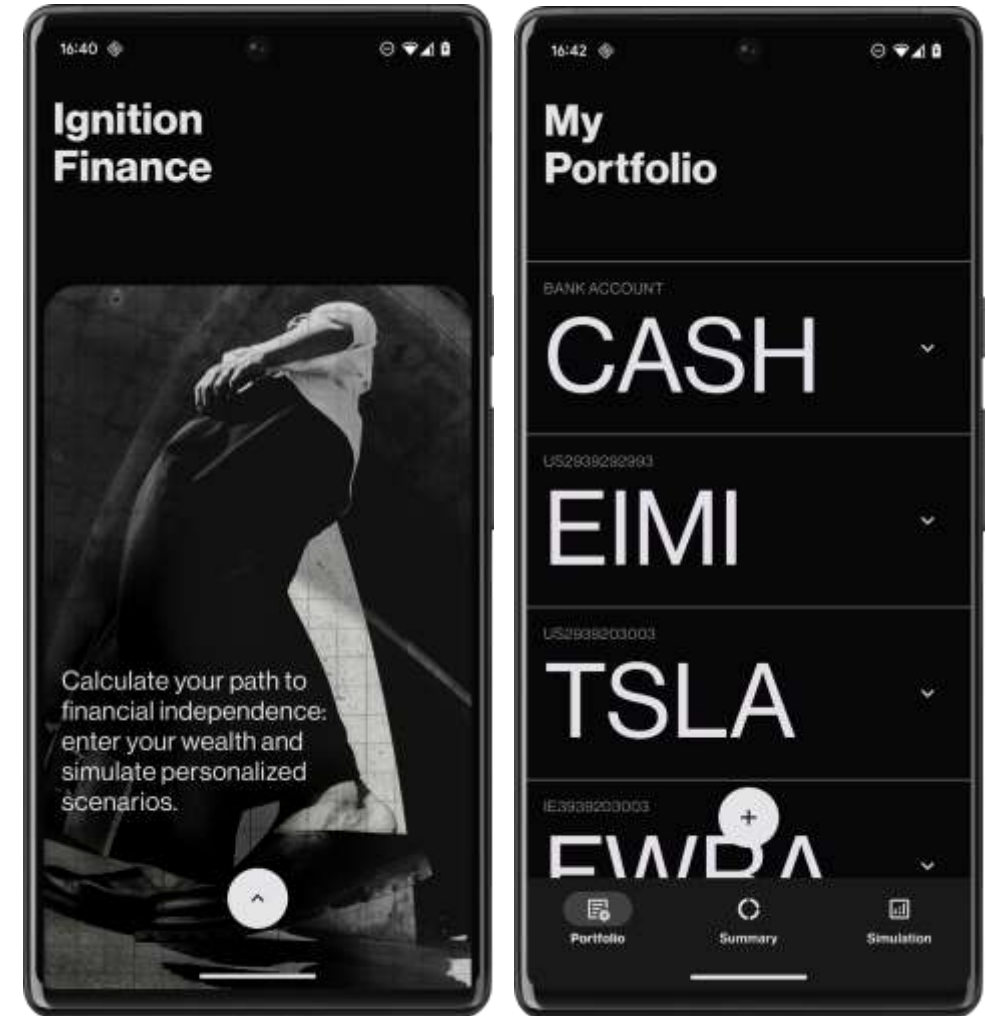 16:40
Ignition
Finance
Calculate your path to
financial independence:
enter your wealth and
simulate personalized
scenarios.
16:42
My
Portfolio
BANK ACCOUNT
CASH
US2939292993
EIMI
US2939203003
TSLA
IE3939203003
Portfolio
Summary
Simulation